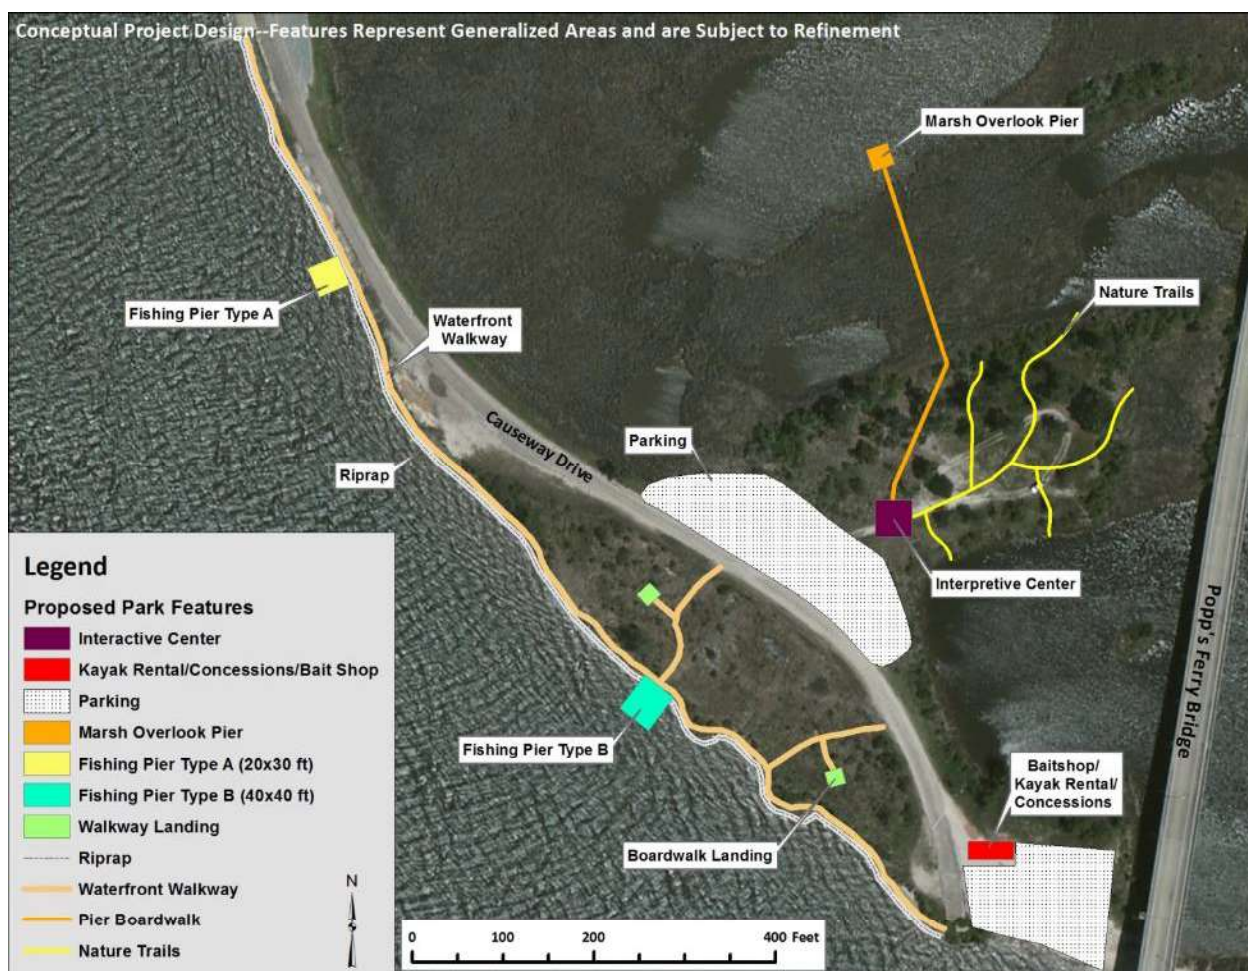 Conceptual Project Design--Features Represent Generalized Areas and are Subject to Refinement
Marsh Overlook Pier
Nature Trails
Fishing Pier Type A
Waterfront
Walkway
Causeway Drive
Parking
Riprap
Interpretive Center
Popp's Ferry Bridge
Fishing Pier Type B
Baitshop/
Kayak Rental/
Concessions
Boardwalk Landing
Legend
Proposed Park Features
Interactive Center
Kayak Rental/Concessions/Bait Shop
Parking
Marsh Overlook Pier
Fishing Pier Type A (20x30 ft)
Fishing Pier Type B (40x40 ft)
Walkway Landing
Riprap
Waterfront Walkway
Pier Boardwalk
Nature Trails
N
0 100 200 400 Feet